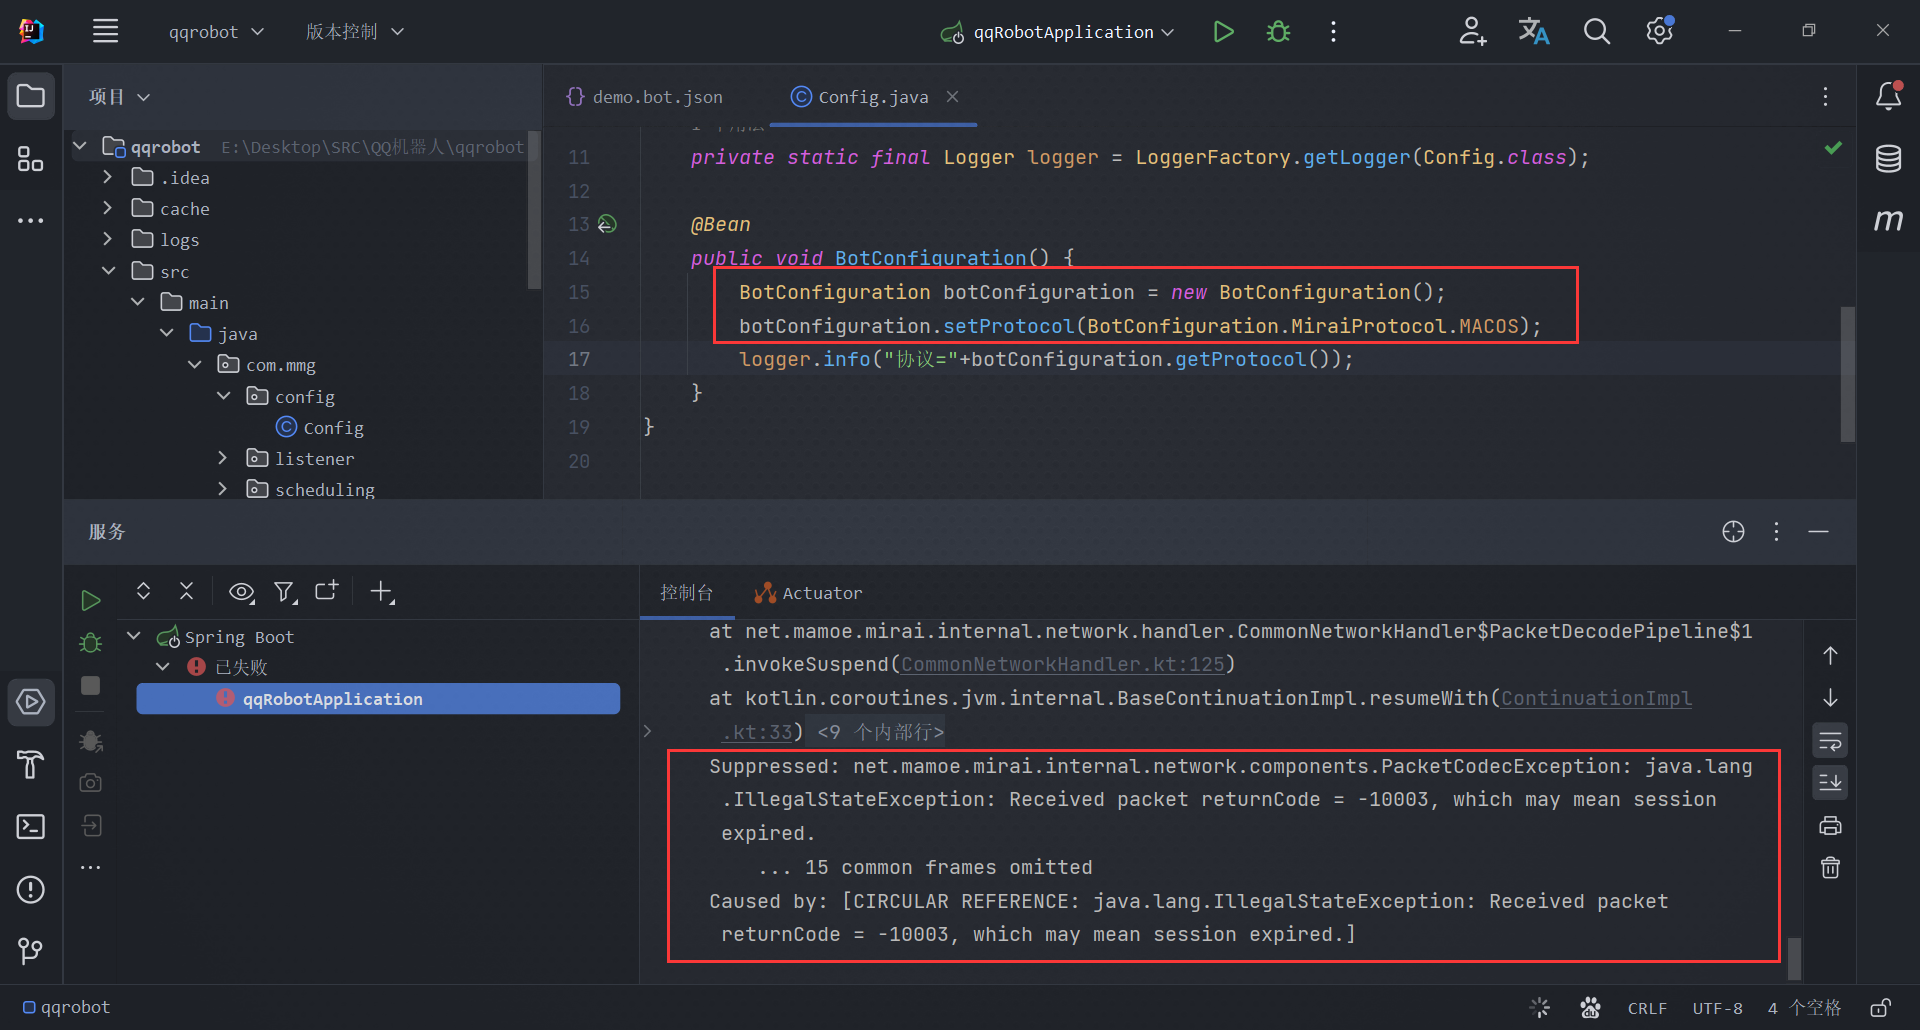 qqrobot
版本控制
qqRobotApplication
项目
demo.bot.json
Config.java
qqrobot E:\Desktop\SRC\QQ机器人\qqrobot
.idea
cache
logs
src
main
java
com.mmg
config
Config
listener
scheduling
11 private static final Logger logger = LoggerFactory.getLogger(Config.class);
12
13 @Bean
14 public void BotConfiguration() {
15 BotConfiguration botConfiguration = new BotConfiguration();
16 botConfiguration.setProtocol(BotConfiguration.MiraiProtocol.MACOS);
17 logger.info("协议="+botConfiguration.getProtocol());
18 }
19 }
20
服务
Spring Boot
已失败
qqRobotApplication
控制台
Actuator
at net.mamoe.mirai.internal.network.handler.CommonNetworkHandler$PacketDecodePipeline$1
.invokeSuspend(CommonNetworkHandler.kt:125)
at kotlin.coroutines.jvm.internal.BaseContinuationImpl.resumeWith(ContinuationImpl
.kt:33) <9 个内部行>
Suppressed: net.mamoe.mirai.internal.network.components.PacketCodecException: java.lang
.IllegalStateException: Received packet returnCode = -10003, which may mean session
expired.
... 15 common frames omitted
Caused by: [CIRCULAR REFERENCE: java.lang.IllegalStateException: Received packet
returnCode = -10003, which may mean session expired.]
qqrobot
CRLF
UTF-8
4 个空格